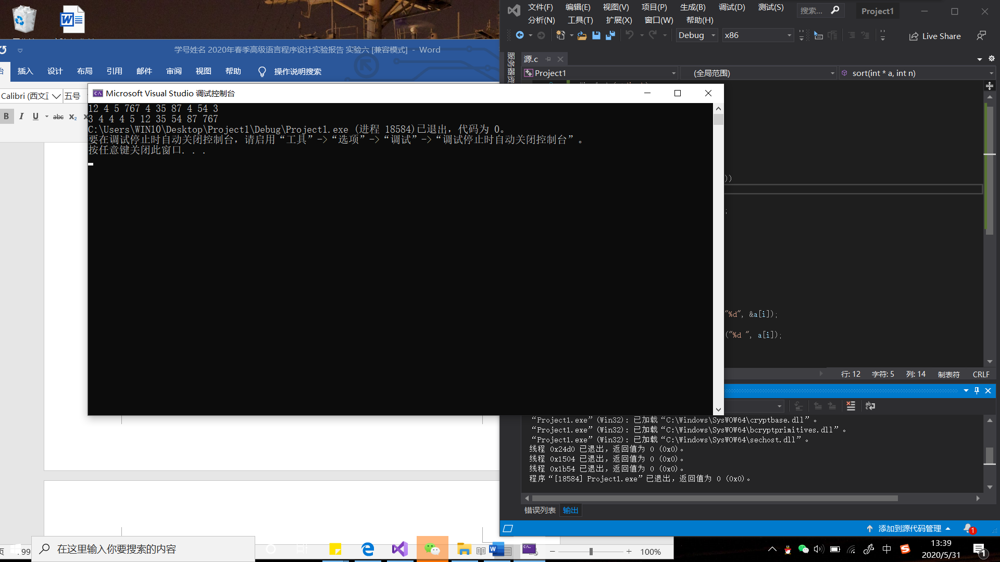 学号姓名 2020年春季高级语言程序设计实验报告 实验六 [兼容模式] - Word
插入 设计 布局 引用 邮件 审阅 视图 帮助 操作说明搜索
Calibri (西文正 五号
B I U abc x₂
文件(F) 编辑(E) 视图(V) 项目(P) 生成(B) 调试(D) 测试(S) 搜索... Project1
分析(N) 工具(T) 扩展(X) 窗口(W) 帮助(H)
Debug x86 Live Share
源.c
Project1 (全局范围) sort(int * a, int n)
Microsoft Visual Studio 调试控制台
12 4 5 767 4 35 87 4 54 3
3 4 4 4 5 12 35 54 87 767
C:\Users\WIN10\Desktop\Project1\Debug\Project1.exe (进程 18584)已退出，代码为 0。
要在调试停止时自动关闭控制台，请启用“工具”->“选项”->“调试”->“调试停止时自动关闭控制台”。
按任意键关闭此窗口. . .
))
;
"%d", &a[i]);
("%d ", a[i]);
行: 12 字符: 5 列: 14 制表符 CRLF
“Project1.exe”(Win32): 已加载“C:\Windows\SysWOW64\cryptbase.dll”。
“Project1.exe”(Win32): 已加载“C:\Windows\SysWOW64\bcryptprimitives.dll”。
“Project1.exe”(Win32): 已加载“C:\Windows\SysWOW64\sechost.dll”。
线程 0x24d0 已退出，返回值为 0 (0x0)。
线程 0x1504 已退出，返回值为 0 (0x0)。
线程 0x1b54 已退出，返回值为 0 (0x0)。
程序“[18584] Project1.exe”已退出，返回值为 0 (0x0)。
错误列表 输出
添加到源代码管理 1
在这里输入你要搜索的内容
100%
中
13:39
2020/5/31
1